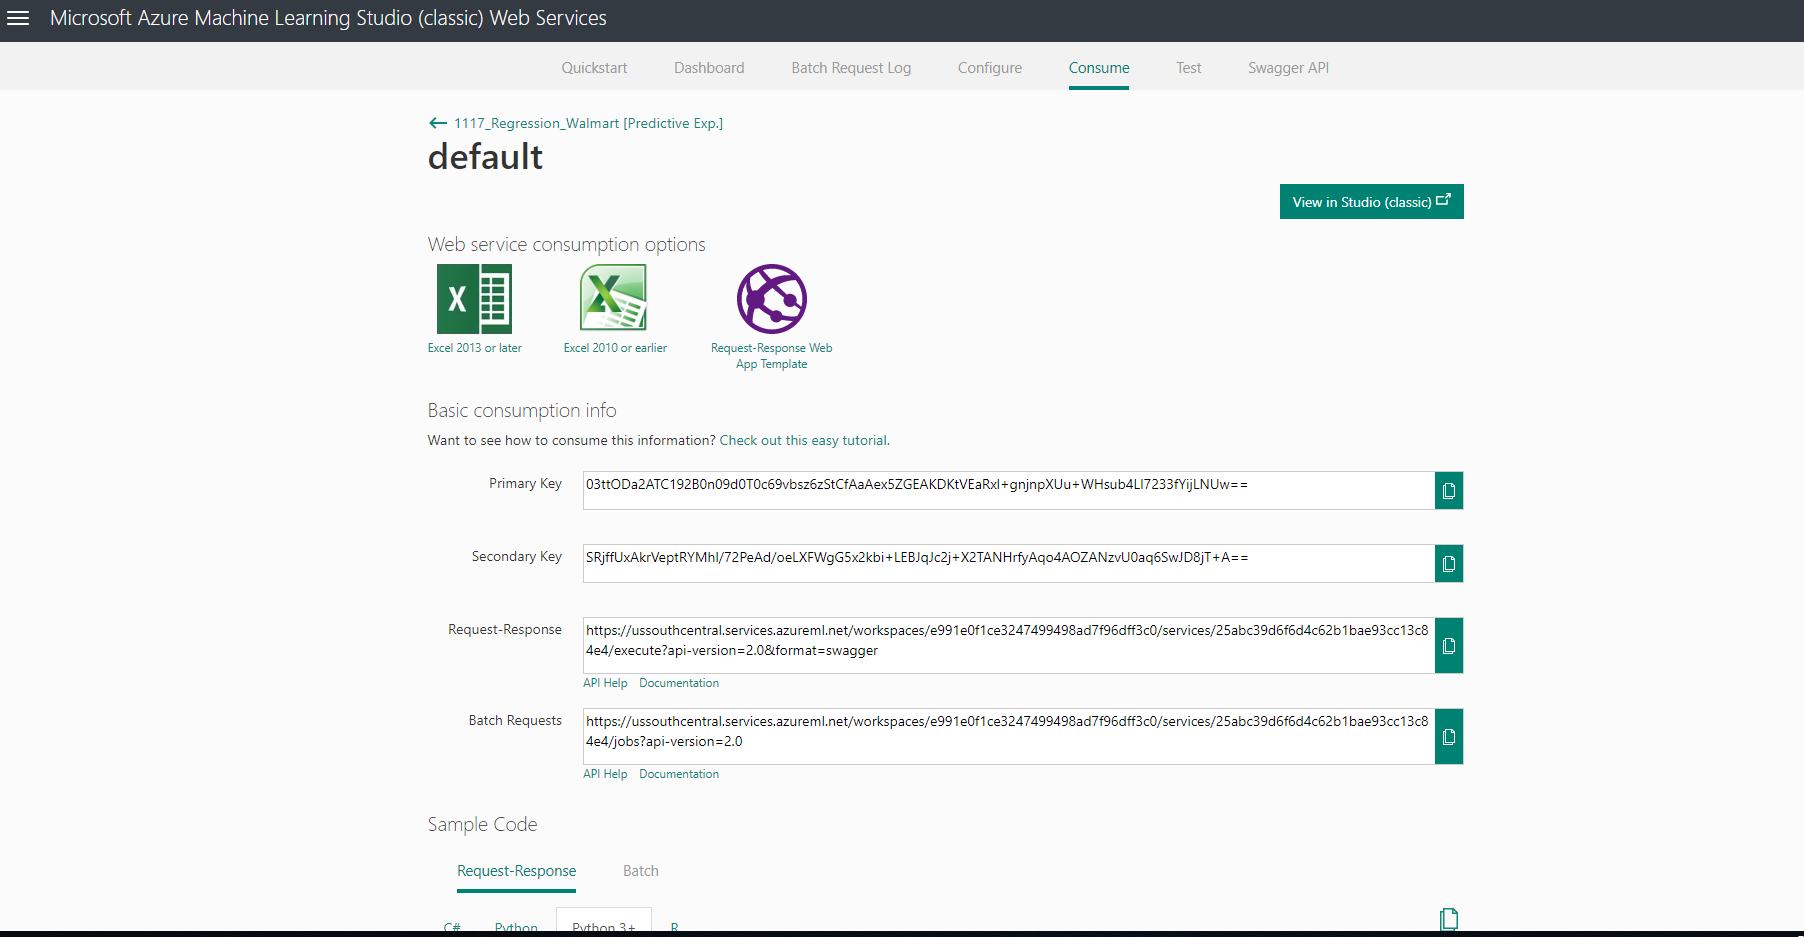 Microsoft Azure Machine Learning Studio (classic) Web Services
Quickstart Dashboard Batch Request Log Configure Consume Test Swagger API
1117_Regression_Walmart [Predictive Exp.]
default
View in Studio (classic)
Web service consumption options
Excel 2013 or later
Excel 2010 or earlier
Request-Response Web
App Template
Basic consumption info
Want to see how to consume this information? Check out this easy tutorial.
Primary Key
03ttODa2ATC192B0n09d0T0c69vbsz6zStCfAaAex5ZGEAKDKtVEaRxI+gnjnpXUu+WHsub4LI7233fYijLNUw==
Secondary Key
SRjffUxAkrVeptRYMhI/72PeAd/oeLXFWgG5x2kbi+LEBJqJc2j+X2TANHrfyAqo4AOZANzvU0aq6SwJD8jT+A==
Request-Response
https://ussouthcentral.services.azureml.net/workspaces/e991e0f1ce3247499498ad7f96dff3c0/services/25abc39d6f6d4c62b1bae93cc13c8
4e4/execute?api-version=2.0&format=swagger
API Help Documentation
Batch Requests
https://ussouthcentral.services.azureml.net/workspaces/e991e0f1ce3247499498ad7f96dff3c0/services/25abc39d6f6d4c62b1bae93cc13c8
4e4/jobs?api-version=2.0
API Help Documentation
Sample Code
Request-Response Batch
C# Python Python 3+ R